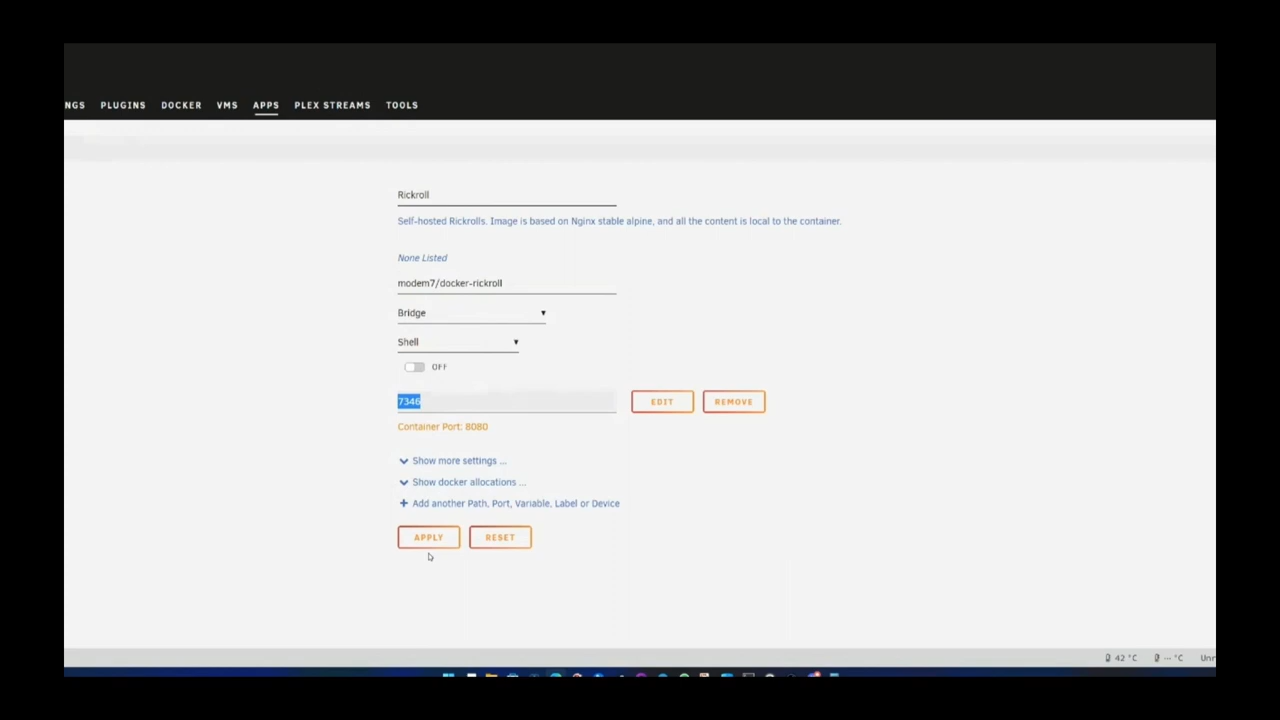 NGS PLUGINS DOCKER VMS APPS PLEX STREAMS TOOLS
Rickroll
Self-hosted Rickrolls. Image is based on Nginx stable alpine, and all the content is local to the container.
None Listed
modem7/docker-rickroll
Bridge
Shell
OFF
7346 EDIT REMOVE
Container Port: 8080
Show more settings ...
Show docker allocations ...
Add another Path, Port, Variable, Label or Device
APPLY RESET
42 °C -- °C Unr